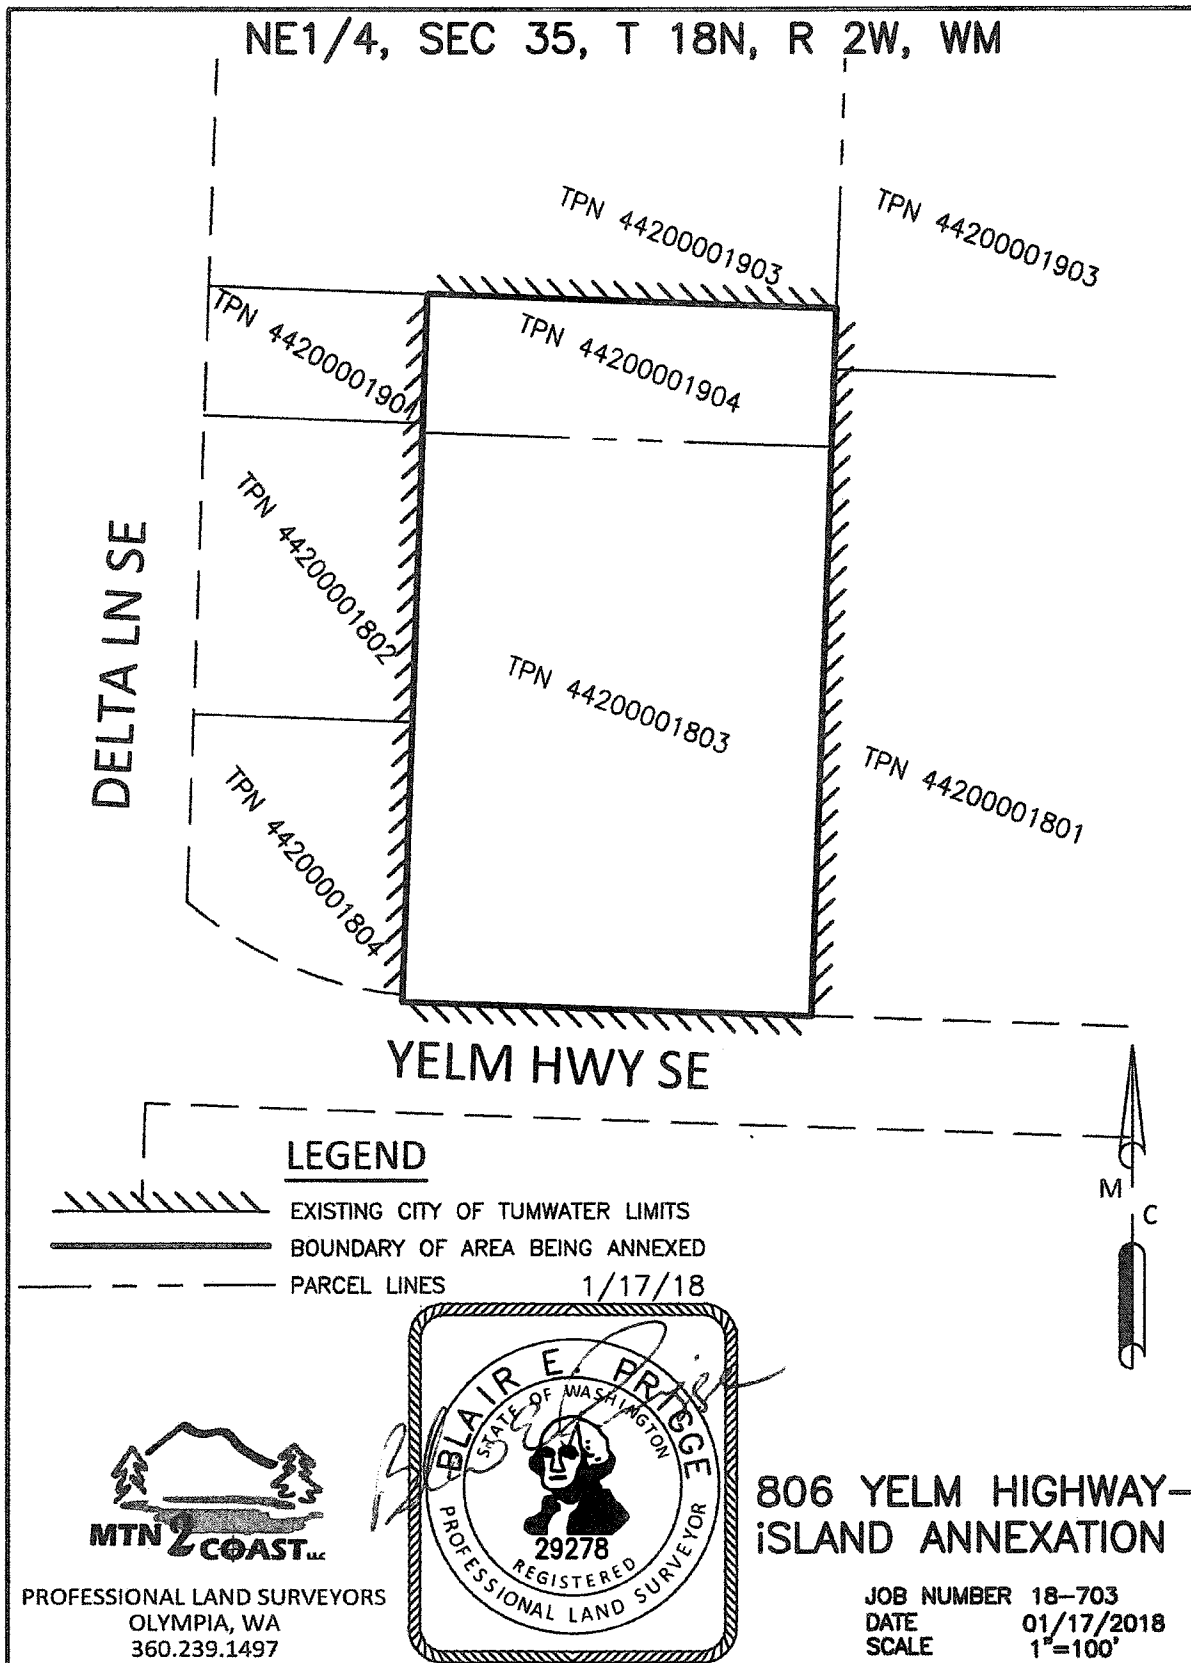 NE1/4, SEC 35, T 18N, R 2W, WM
TPN 44200001903
TPN 44200001903
TPN 44200001901
TPN 44200001904
TPN 44200001802
DELTA LN SE
TPN 44200001803
TPN 44200001801
TPN 44200001804
YELM HWY SE
LEGEND
EXISTING CITY OF TUMWATER LIMITS
BOUNDARY OF AREA BEING ANNEXED
PARCEL LINES
1/17/18
M
C
BLAIR E. PRIGGE
STATE OF WASHINGTON
29278
REGISTERED
PROFESSIONAL LAND SURVEYOR
MTN 2 COAST LLC
PROFESSIONAL LAND SURVEYORS
OLYMPIA, WA
360.239.1497
806 YELM HIGHWAY-
iSLAND ANNEXATION
JOB NUMBER 18-703
DATE 01/17/2018
SCALE 1"=100'